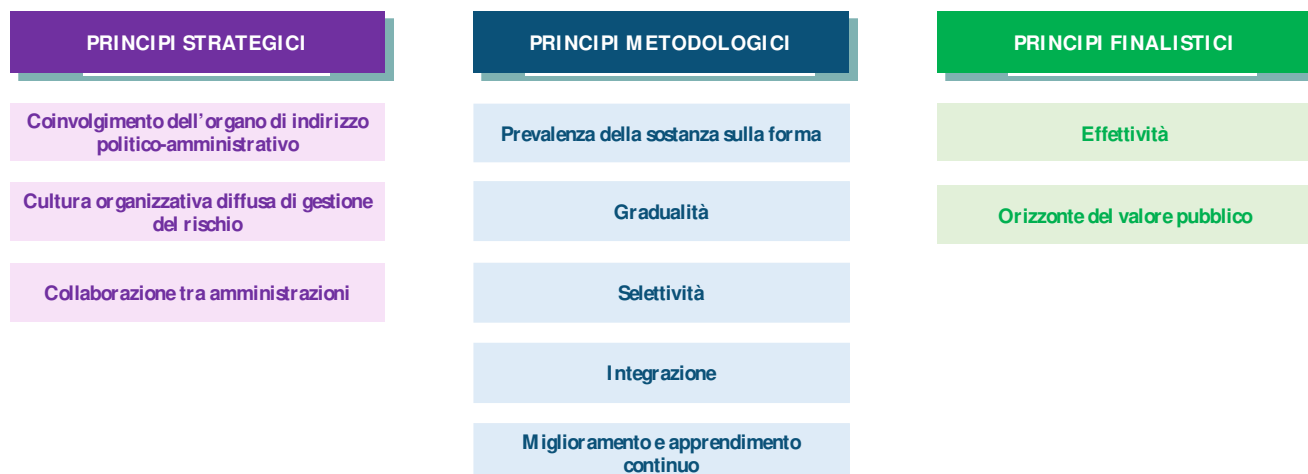 PRINCIPI STRATEGICI
Coinvolgimento dell'organo di indirizzo
politico-amministrativo
Cultura organizzativa diffusa di gestione
del rischio
Collaborazione tra amministrazioni
PRINCIPI METODOLOGICI
Prevalenza della sostanza sulla forma
Gradualità
Selettività
Integrazione
Miglioramento e apprendimento
continuo
PRINCIPI FINALISTICI
Effettività
Orizzonte del valore pubblico